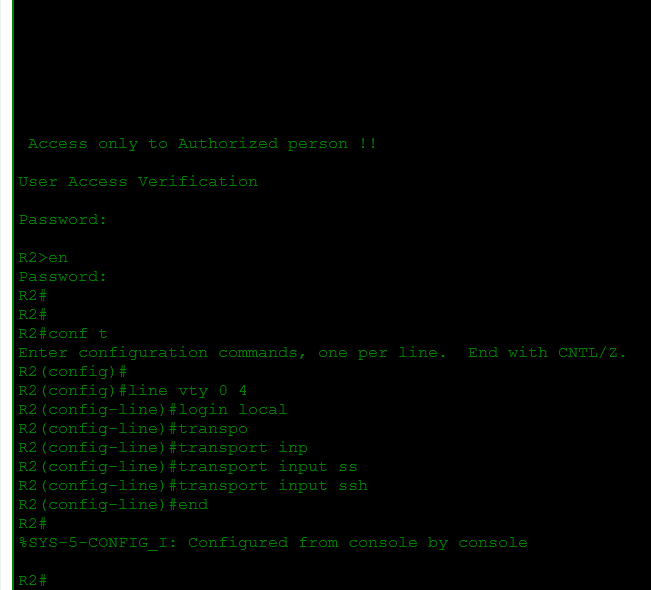 Access only to Authorized person !!
User Access Verification
Password:
R2>en
Password:
R2#
R2#
R2#conf t
Enter configuration commands, one per line.  End with CNTL/Z.
R2(config)#
R2(config)#line vty 0 4
R2(config-line)#login local
R2(config-line)#transpo
R2(config-line)#transport inp
R2(config-line)#transport input ss
R2(config-line)#transport input ssh
R2(config-line)#end
R2#
%SYS-5-CONFIG_I: Configured from console by console
R2#